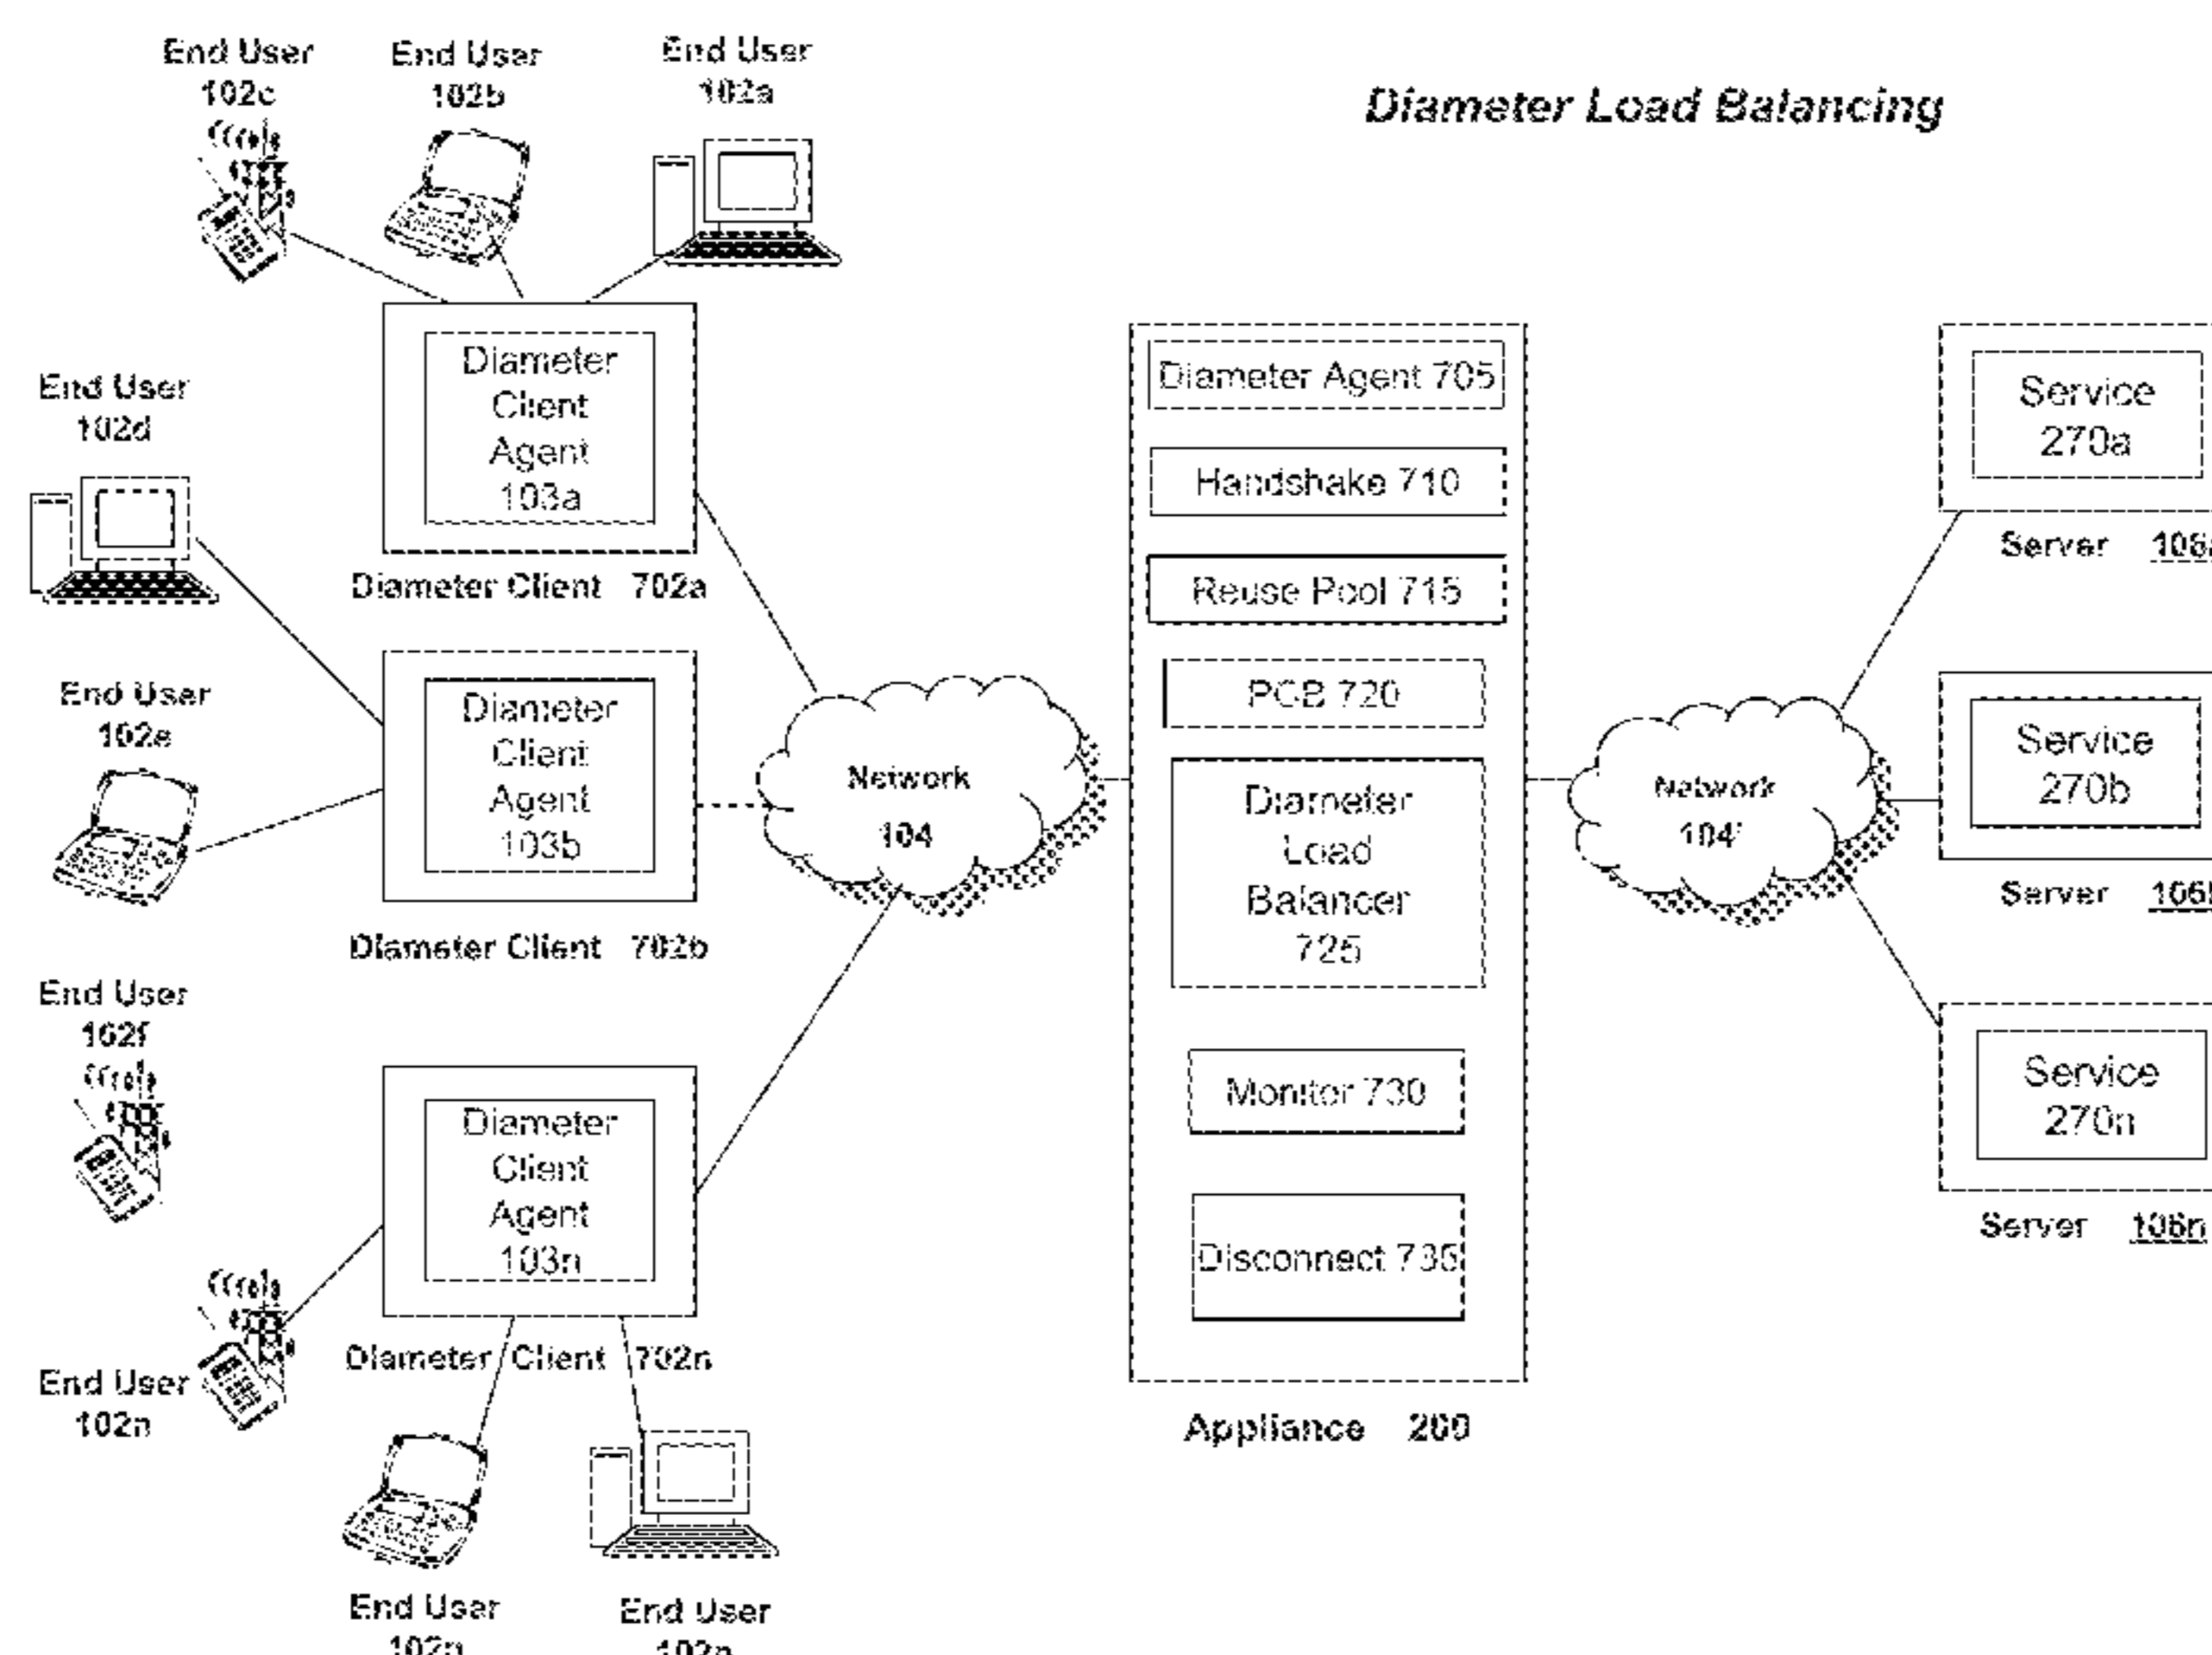 Diameter Load Balancing
End User
102c
End User
102b
End User
102a
Diameter
Client
Agent
103a
Diameter Client 702a
End User
102d
End User
102e
Diameter
Client
Agent
103b
Diameter Client 702b
End User
102f
Diameter
Client
Agent
103n
Diameter Client 702n
End User
102n
End User
102n
End User
102n
Network
104
Diameter Agent 705
Handshake 710
Reuse Pool 715
PCB 720
Diameter
Load
Balancer
725
Monitor 730
Disconnect 735
Appliance 200
Network
104'
Service
270a
Server
Service
270b
Server
Service
270n
Server 106n